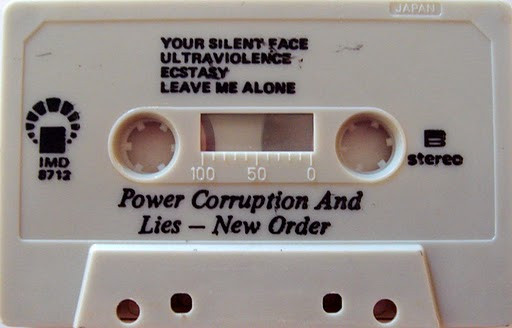 JAPAN
YOUR SILENT FACE
ULTRAVIOLENCE
ECSTASY
LEAVE ME ALONE
IMD
8712
B
stereo
100 50 0
Power Corruption And
Lies – New Order